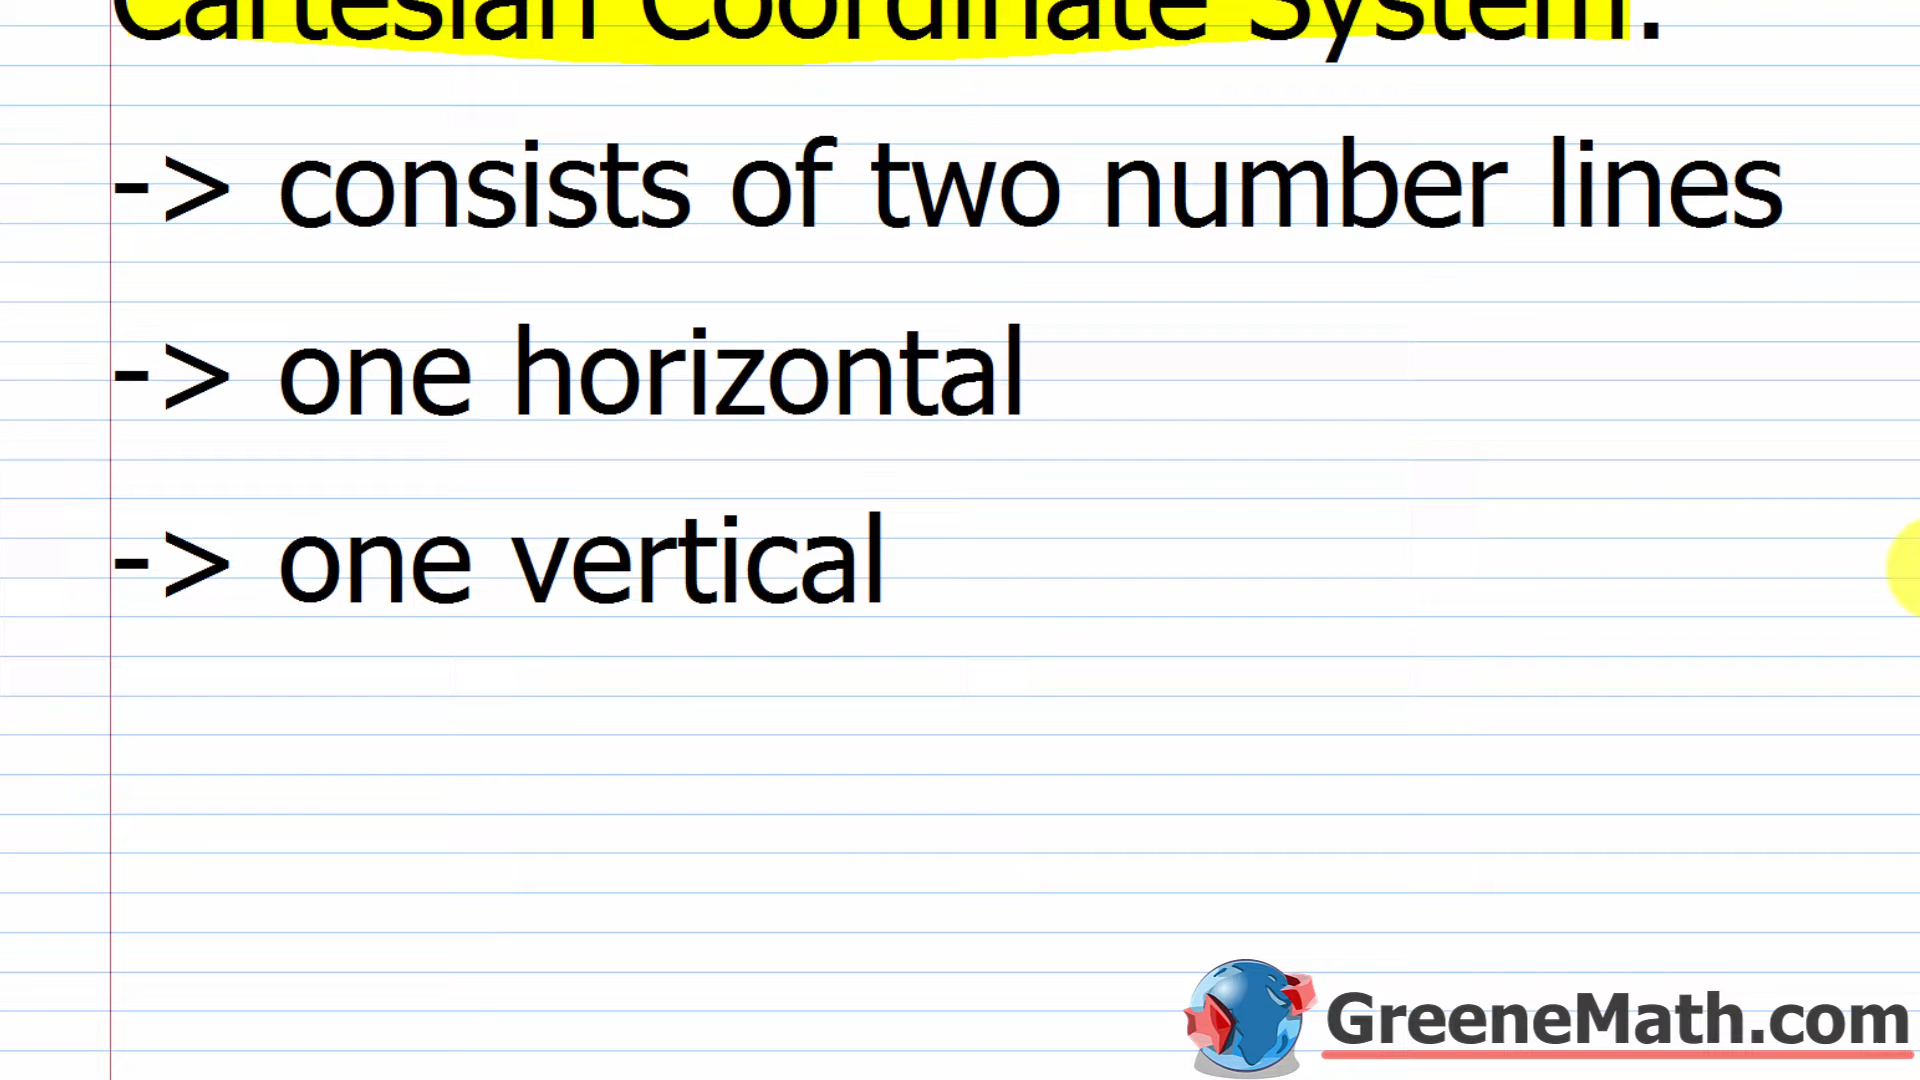 Cartesian Coordinate System.
-> consists of two number lines
-> one horizontal
-> one vertical
GreeneMath.com